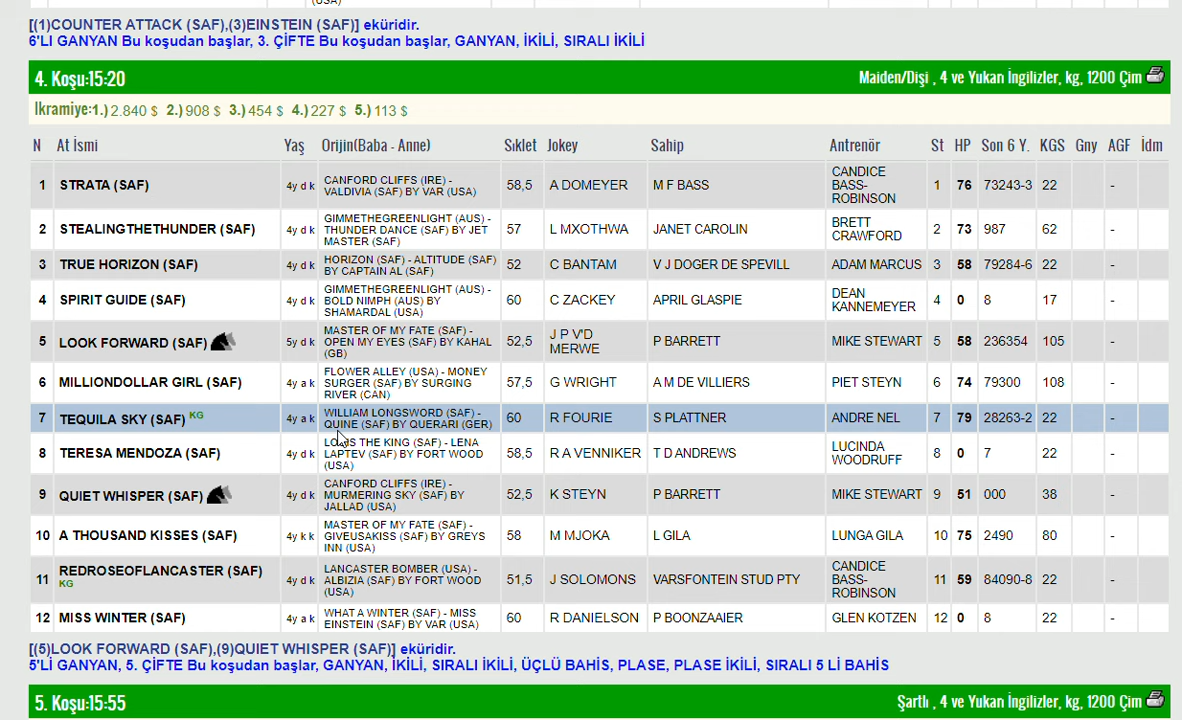 (USA)
[(1)COUNTER ATTACK (SAF),(3)EINSTEIN (SAF)] eküridir.
6'LI GANYAN Bu koşudan başlar, 3. ÇİFTE Bu koşudan başlar, GANYAN, İKİLİ, SIRALI İKİLİ
4. Koşu:15:20 Maiden/Dişi , 4 ve Yukarı İngilizler, kg, 1200 Çim
İkramiye:1.) 2.840 $ 2.) 908 $ 3.) 454 $ 4.) 227 $ 5.) 113 $
N At İsmi Yaş Orijin(Baba - Anne) Sıklet Jokey Sahip Antrenör St HP Son 6 Y. KGS Gny AGF İdm
1 STRATA (SAF) 4y d k CANFORD CLIFFS (IRE) - VALDIVIA (SAF) BY VAR (USA) 58,5 A DOMEYER M F BASS CANDICE BASS-ROBINSON 1 76 73243-3 22 -
2 STEALINGTHETHUNDER (SAF) 4y d k GIMMETHEGREENLIGHT (AUS) - THUNDER DANCE (SAF) BY JET MASTER (SAF) 57 L MXOTHWA JANET CAROLIN BRETT CRAWFORD 2 73 987 62 -
3 TRUE HORIZON (SAF) 4y d k HORIZON (SAF) - ALTITUDE (SAF) BY CAPTAIN AL (SAF) 52 C BANTAM V J DOGER DE SPEVILL ADAM MARCUS 3 58 79284-6 22 -
4 SPIRIT GUIDE (SAF) 4y d k GIMMETHEGREENLIGHT (AUS) - BOLD NIMPH (AUS) BY SHAMARDAL (USA) 60 C ZACKEY APRIL GLASPIE DEAN KANNEMEYER 4 0 8 17 -
5 LOOK FORWARD (SAF) 5y d k MASTER OF MY FATE (SAF) - OPEN MY EYES (SAF) BY KAHAL (GB) 52,5 J P V'D MERWE P BARRETT MIKE STEWART 5 58 236354 105 -
6 MILLIONDOLLAR GIRL (SAF) 4y a k FLOWER ALLEY (USA) - MONEY SURGER (SAF) BY SURGING RIVER (CAN) 57,5 G WRIGHT A M DE VILLIERS PIET STEYN 6 74 79300 108 -
7 TEQUILA SKY (SAF) KG 4y a k WILLIAM LONGSWORD (SAF) - QUINE (SAF) BY QUERARI (GER) 60 R FOURIE S PLATTNER ANDRE NEL 7 79 28263-2 22 -
8 TERESA MENDOZA (SAF) 4y d k LOUIS THE KING (SAF) - LENA LAPTEV (SAF) BY FORT WOOD (USA) 58,5 R A VENNIKER T D ANDREWS LUCINDA WOODRUFF 8 0 7 22 -
9 QUIET WHISPER (SAF) 4y d k CANFORD CLIFFS (IRE) - MURMERING SKY (SAF) BY JALLAD (USA) 52,5 K STEYN P BARRETT MIKE STEWART 9 51 000 38 -
10 A THOUSAND KISSES (SAF) 4y k k MASTER OF MY FATE (SAF) - GIVEUSAKISS (SAF) BY GREYS INN (USA) 58 M MJOKA L GILA LUNGA GILA 10 75 2490 80 -
11 REDROSEOFLANCASTER (SAF) KG 4y d k LANCASTER BOMBER (USA) - ALBIZIA (SAF) BY FORT WOOD (USA) 51,5 J SOLOMONS VARSFONTEIN STUD PTY CANDICE BASS-ROBINSON 11 59 84090-8 22 -
12 MISS WINTER (SAF) 4y a k WHAT A WINTER (SAF) - MISS EINSTEIN (SAF) BY VAR (USA) 60 R DANIELSON P BOONZAAIER GLEN KOTZEN 12 0 8 22 -
[(5)LOOK FORWARD (SAF),(9)QUIET WHISPER (SAF)] eküridir.
5'Lİ GANYAN, 5. ÇİFTE Bu koşudan başlar, GANYAN, İKİLİ, SIRALI İKİLİ, ÜÇLÜ BAHİS, PLASE, PLASE İKİLİ, SIRALI 5 Lİ BAHİS
5. Koşu:15:55 Şartlı , 4 ve Yukarı İngilizler, kg, 1200 Çim